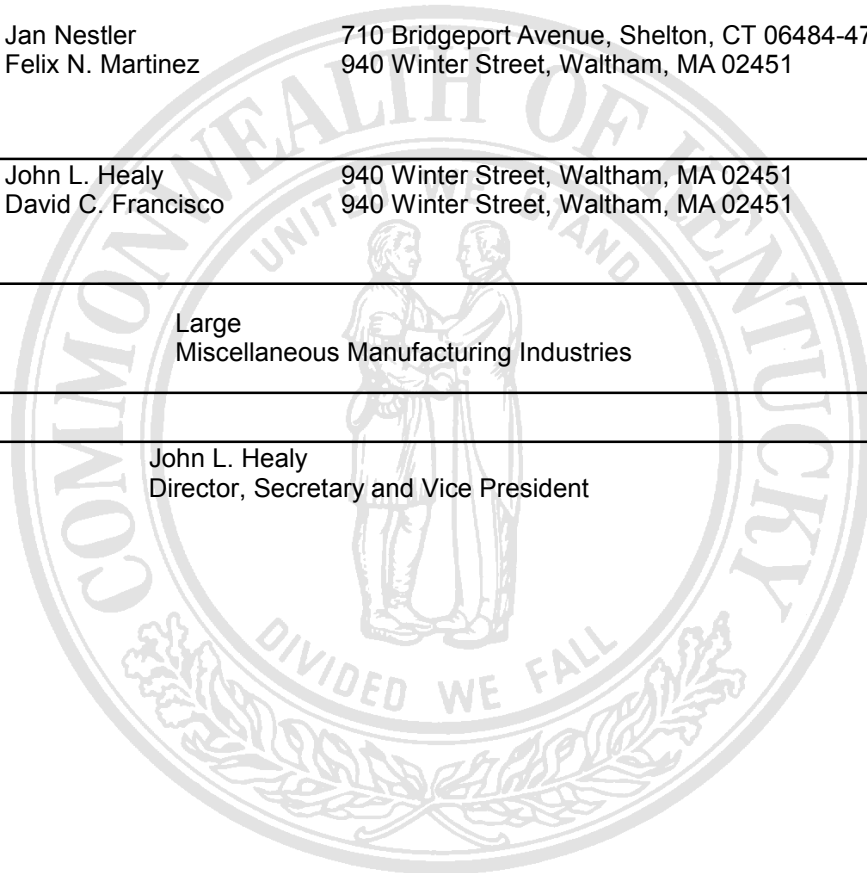 Jan Nestler 710 Bridgeport Avenue, Shelton, CT 06484-47
Felix N. Martinez 940 Winter Street, Waltham, MA 02451
John L. Healy 940 Winter Street, Waltham, MA 02451
David C. Francisco 940 Winter Street, Waltham, MA 02451
Large
Miscellaneous Manufacturing Industries
John L. Healy
Director, Secretary and Vice President
COMMONWEALTH OF KENTUCKY
UNITED WE STAND
DIVIDED WE FALL